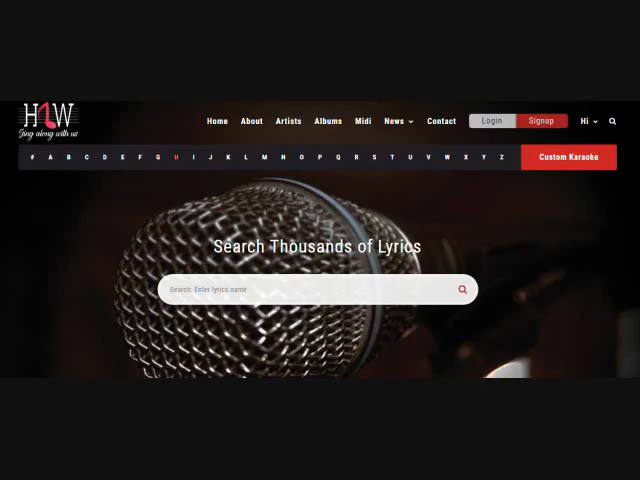 HLW
Sing along with us
Home About Artists Albums Midi News Contact Login Signup Hi
# A B C D E F G H I J K L M N O P Q R S T U V W X Y Z Custom Karaoke
Search Thousands of Lyrics
Search: Enter lyrics name